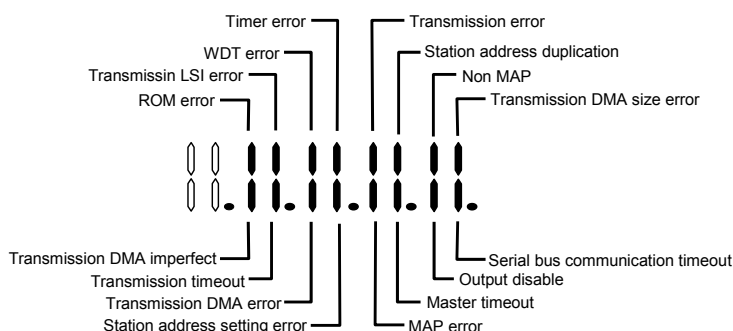 Timer error
Transmission error
WDT error
Station address duplication
Transmissin LSI error
Non MAP
ROM error
Transmission DMA size error
Transmission DMA imperfect
Serial bus communication timeout
Transmission timeout
Output disable
Transmission DMA error
Master timeout
Station address setting error
MAP error